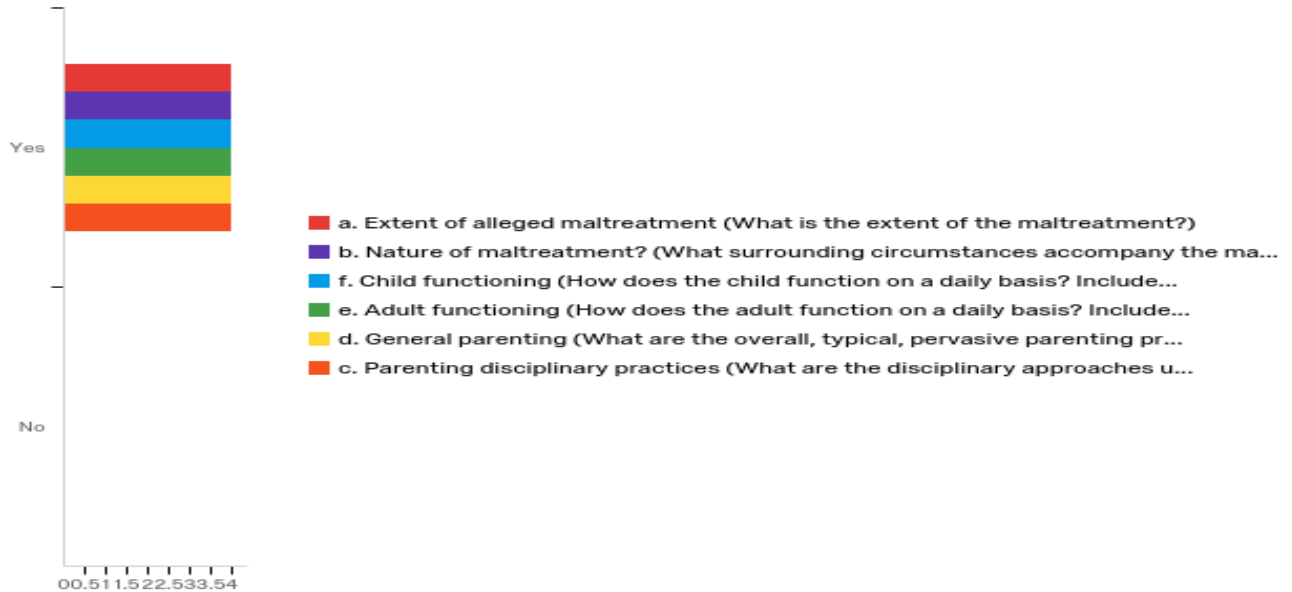 Yes
a. Extent of alleged maltreatment (What is the extent of the maltreatment?)
b. Nature of maltreatment? (What surrounding circumstances accompany the ma...
f. Child functioning (How does the child function on a daily basis? Include...
e. Adult functioning (How does the adult function on a daily basis? Include...
d. General parenting (What are the overall, typical, pervasive parenting pr...
c. Parenting disciplinary practices (What are the disciplinary approaches u...
No
00.511.522.533.54